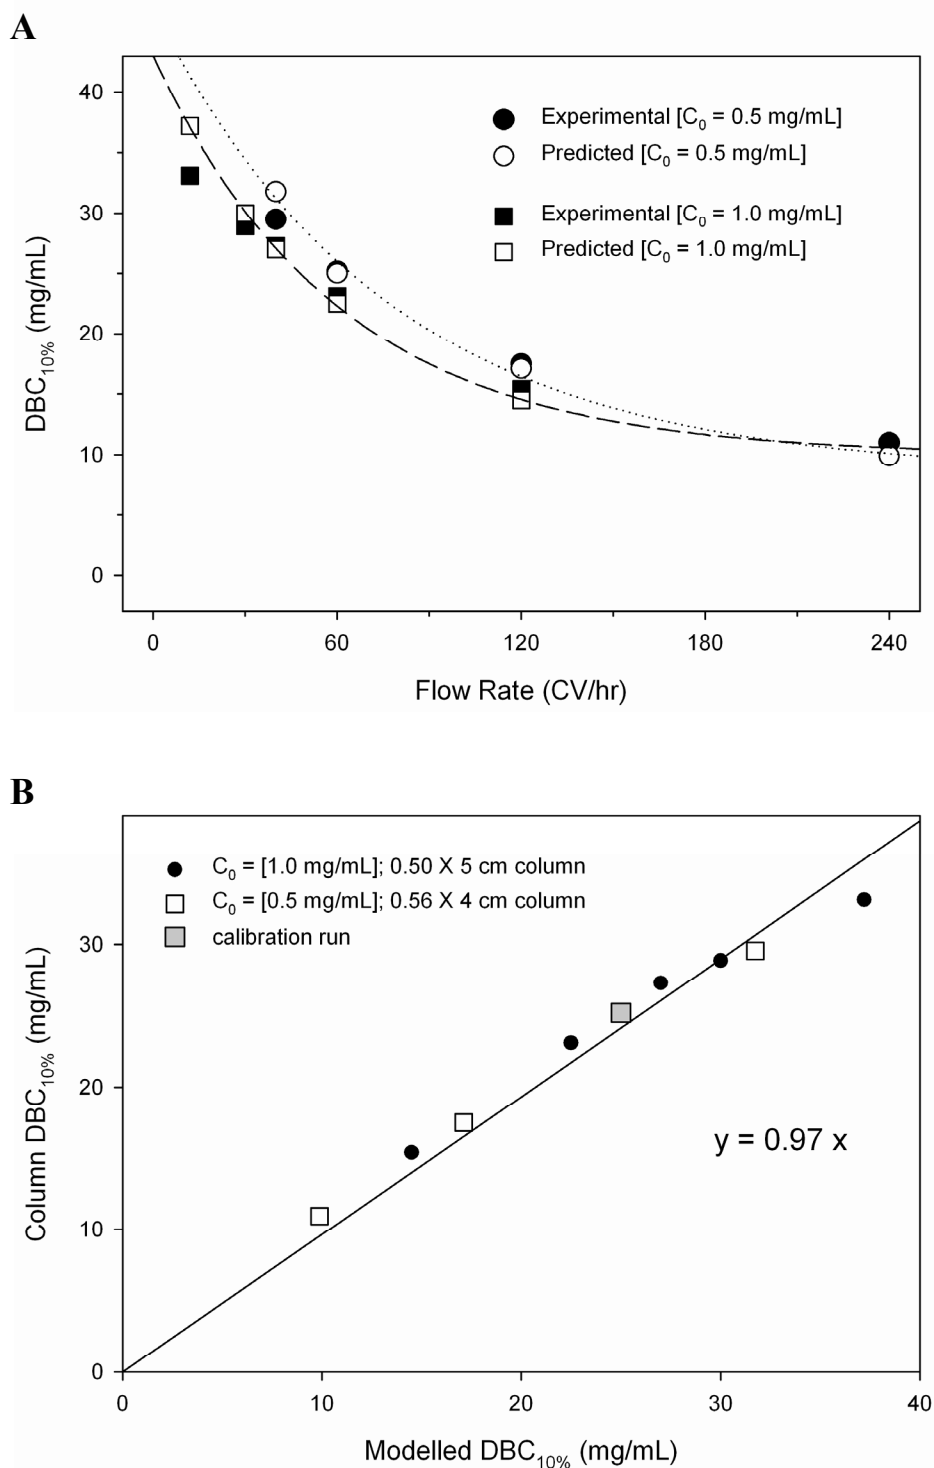 A
40
30
20
10
0
DBC10% (mg/mL)
Experimental [C0 = 0.5 mg/mL]
Predicted [C0 = 0.5 mg/mL]
Experimental [C0 = 1.0 mg/mL]
Predicted [C0 = 1.0 mg/mL]
0 60 120 180 240
Flow Rate (CV/hr)
B
30
20
10
0
Column DBC10% (mg/mL)
C0 = [1.0 mg/mL]; 0.50 X 5 cm column
C0 = [0.5 mg/mL]; 0.56 X 4 cm column
calibration run
y = 0.97 x
0 10 20 30 40
Modelled DBC10% (mg/mL)